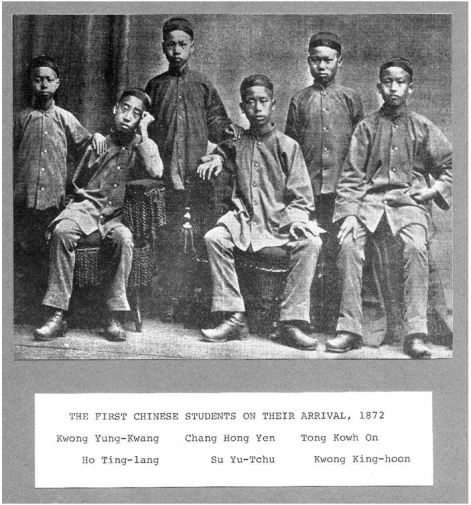 THE FIRST CHINESE STUDENTS ON THEIR ARRIVAL, 1872
Kwong Yung-Kwang Chang Hong Yen Tong Kowh On
Ho Ting-lang Su Yu-Tchu Kwong King-hoon